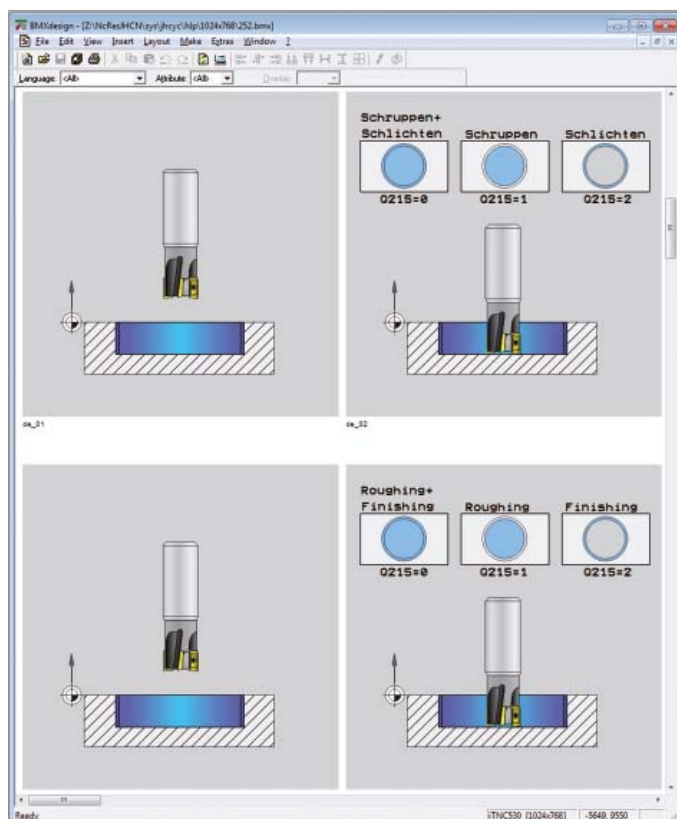 BMXdesign - [Z:\NcRes\HCN\sys\jhcyc\hlp\1024x768\252.bmx]
File Edit View Insert Layout Make Extras Window ?
Language: <All> Attribute: <All> Overlay:
Schruppen+
Schlichten Schruppen Schlichten
Q215=0 Q215=1 Q215=2
de_01 de_02
Roughing+
Finishing Roughing Finishing
Q215=0 Q215=1 Q215=2
Ready iTNC530 [1024x768] -5649, 9550